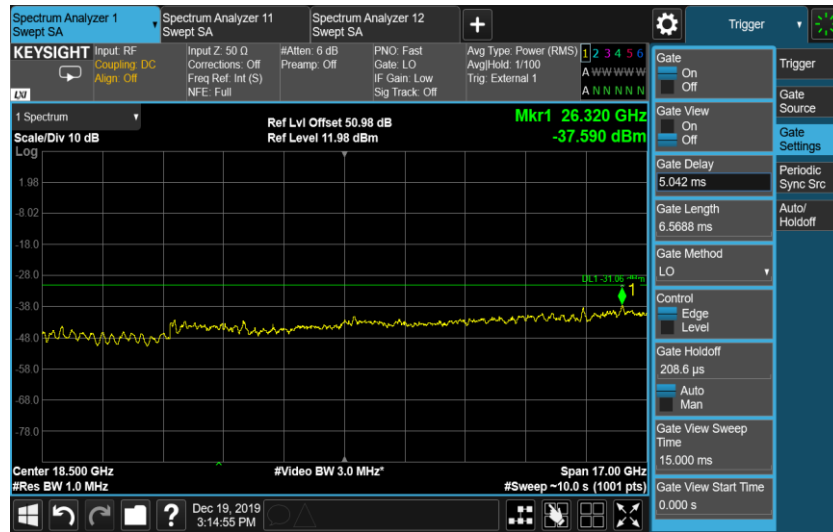 Spectrum Analyzer 1
Swept SA
Spectrum Analyzer 11
Swept SA
Spectrum Analyzer 12
Swept SA
Trigger
KEYSIGHT
LXI
Input: RF
Coupling: DC
Align: Off
Input Z: 50 Ω
Corrections: Off
Freq Ref: Int (S)
NFE: Full
#Atten: 6 dB
Preamp: Off
PNO: Fast
Gate: LO
IF Gain: Low
Sig Track: Off
Avg Type: Power (RMS)
Avg|Hold: 1/100
Trig: External 1
1 2 3 4 5 6
A W W W W W
A N N N N N
1 Spectrum
Scale/Div 10 dB
Log
Ref Lvl Offset 50.98 dB
Ref Level 11.98 dBm
Mkr1 26.320 GHz
-37.590 dBm
1.98
-8.02
-18.0
-28.0
-38.0
-48.0
-58.0
-68.0
-78.0
DL1 -31.06 dBm
1
Center 18.500 GHz
#Res BW 1.0 MHz
#Video BW 3.0 MHz*
Span 17.00 GHz
#Sweep ~10.0 s (1001 pts)
Dec 19, 2019
3:14:55 PM
Gate
On
Off
Gate View
On
Off
Gate Delay
5.042 ms
Gate Length
6.5688 ms
Gate Method
LO
Control
Edge
Level
Gate Holdoff
208.6 µs
Auto
Man
Gate View Sweep
Time
15.000 ms
Gate View Start Time
0.000 s
Trigger
Gate
Source
Gate
Settings
Periodic
Sync Src
Auto/
Holdoff